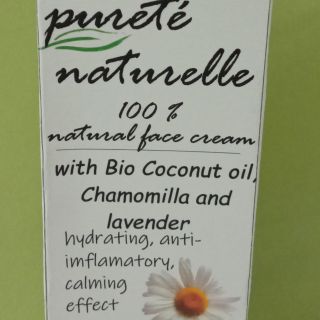 pureté
naturelle
100 %
natural face cream
with Bio Coconut oil,
Chamomilla and
lavender
hydrating, anti-
imflamatory,
calming
effect